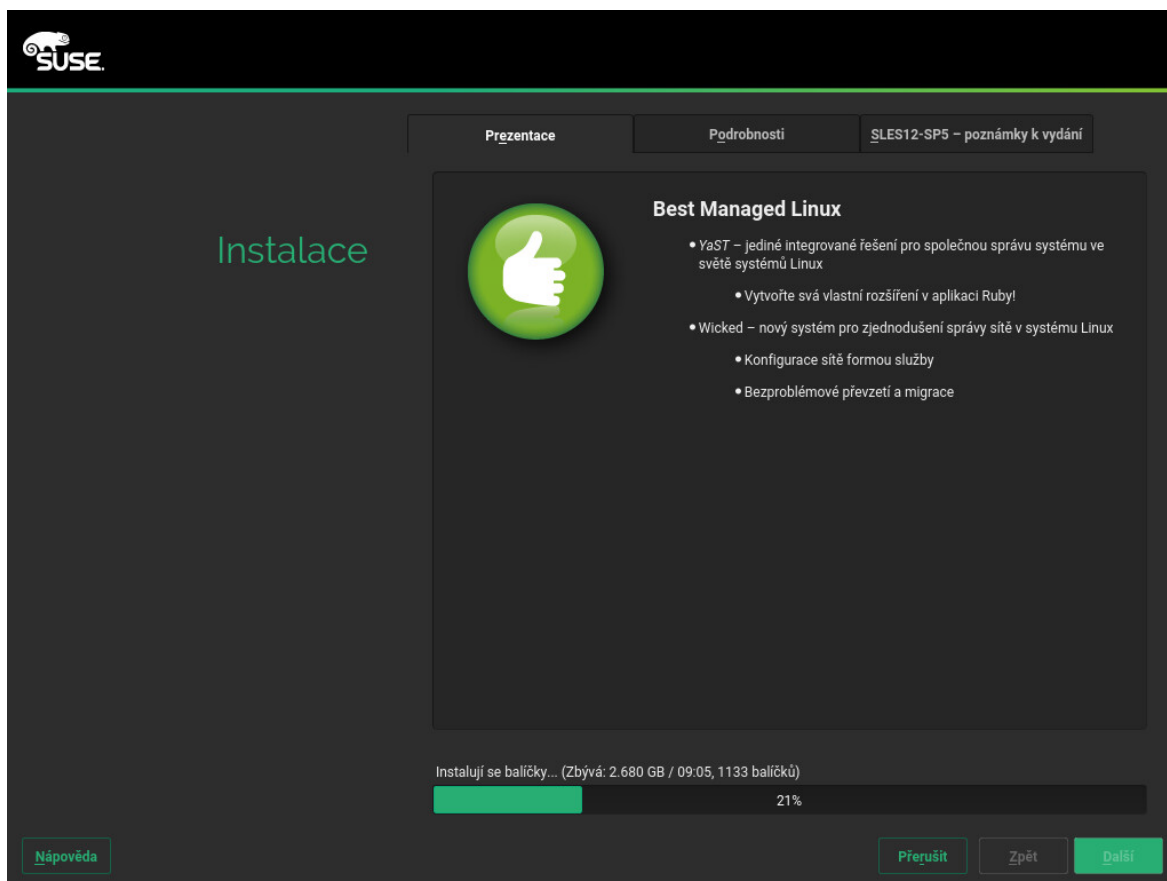 SUSE.
Prezentace
Podrobnosti
SLES12-SP5 – poznámky k vydání
Instalace
Best Managed Linux
YaST – jediné integrované řešení pro společnou správu systému ve
světě systémů Linux
Vytvořte svá vlastní rozšíření v aplikaci Ruby!
Wicked – nový systém pro zjednodušení správy sítě v systému Linux
Konfigurace sítě formou služby
Bezproblémové převzetí a migrace
Instalují se balíčky... (Zbývá: 2.680 GB / 09:05, 1133 balíčků)
21%
Nápověda
Přerušit
Zpět
Další